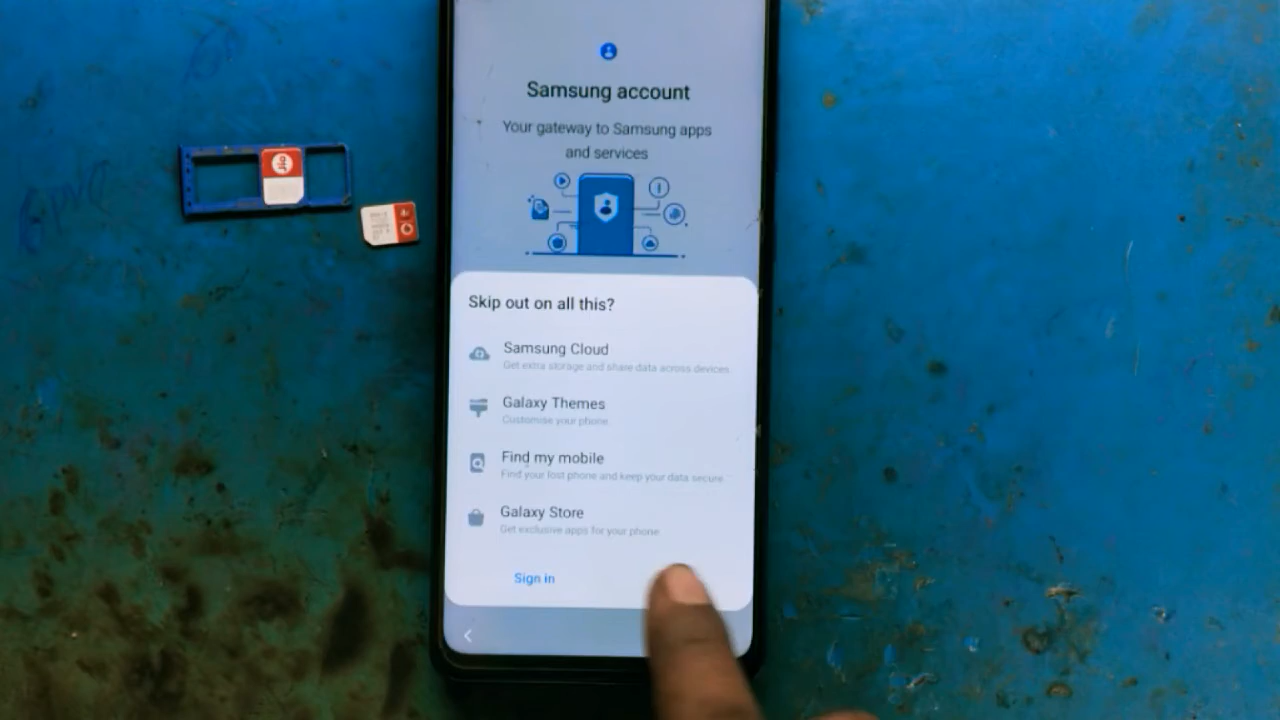 Samsung account
Your gateway to Samsung apps
and services
Skip out on all this?
Samsung Cloud
Get extra storage and share data across devices.
Galaxy Themes
Customise your phone.
Find my mobile
Find your lost phone and keep your data secure.
Galaxy Store
Get exclusive apps for your phone.
Sign in
Jio